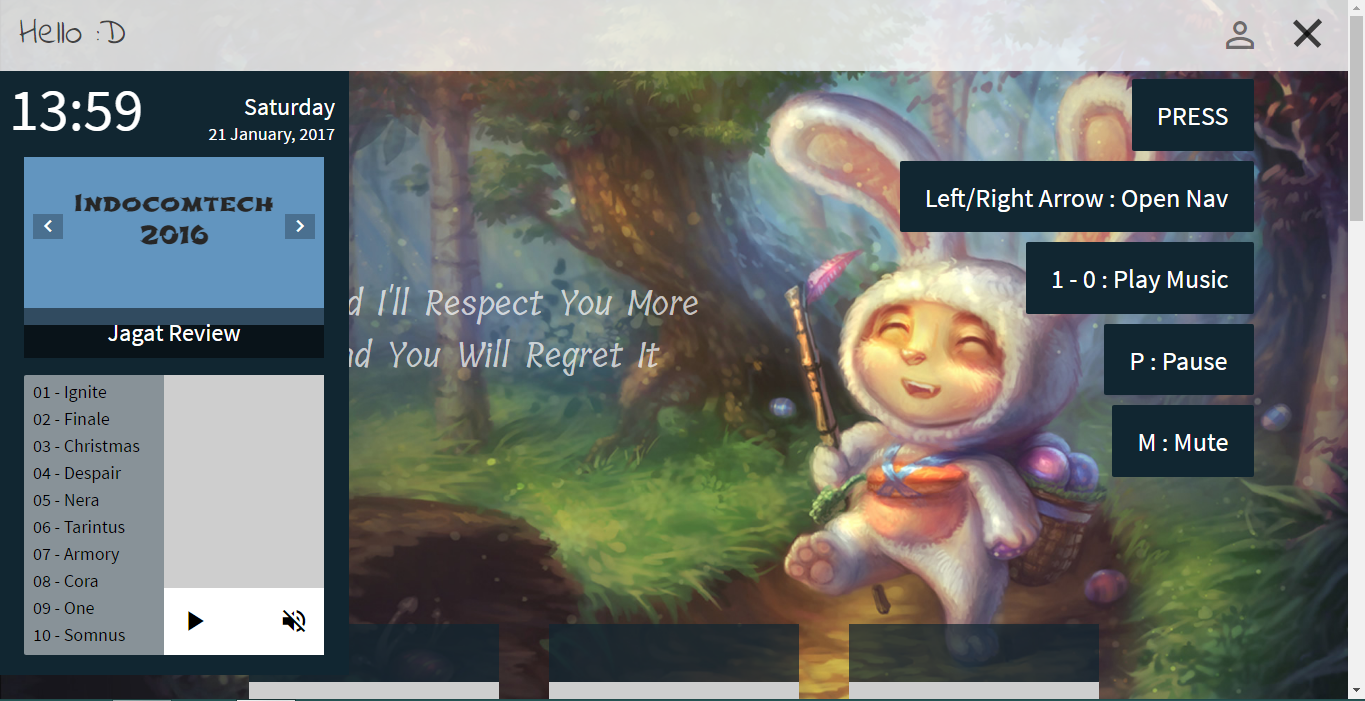 Hello :D
13:59
Saturday
21 January, 2017
INDOCOMTECH
2016
Jagat Review
01 - Ignite
02 - Finale
03 - Christmas
04 - Despair
05 - Nera
06 - Tarintus
07 - Armory
08 - Cora
09 - One
10 - Somnus
I'll Respect You More
You Will Regret It
PRESS
Left/Right Arrow : Open Nav
1 - 0 : Play Music
P : Pause
M : Mute